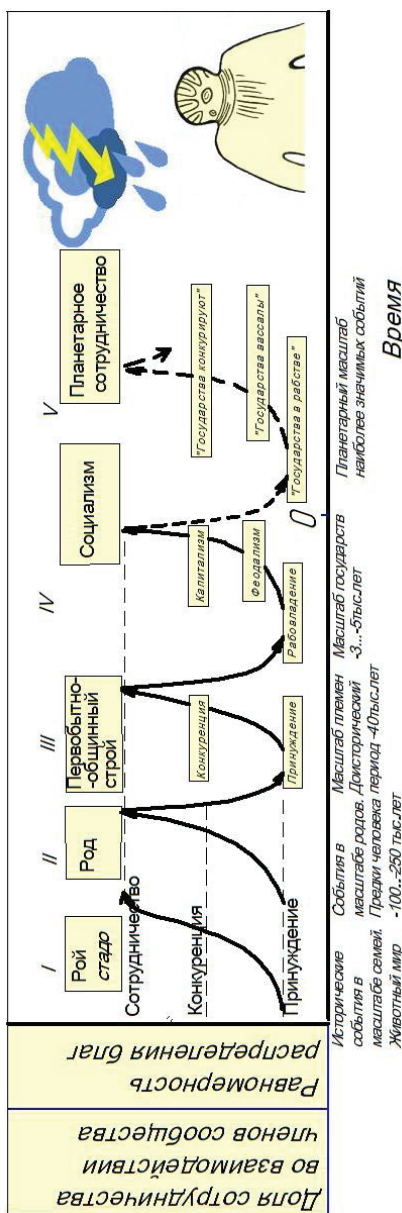 Доля сотрудничества
во взаимодействии
членов сообщества
Равномерность
распределения благ
I
II
III
IV
V
Рой
стадо
Род
Первобытно
-общинный
строй
Социализм
Планетарное
сотрудничество
Сотрудничество
Конкуренция
Принуждение
Конкуренция
Принуждение
Капитализм
Феодализм
Рабовладение
"Государства конкурируют"
"Государства вассалы"
"Государства в рабстве"
0
Исторические
события в
масштабе семей.
Животный мир
События в
масштабе родов.
Предки человека
-100...-250 тыс.лет
Масштаб племен
Доисторический
период -40тыс.лет
Масштаб государств
-3...-5тыс.лет
Планетарный масштаб
наиболее значимых событий
Время